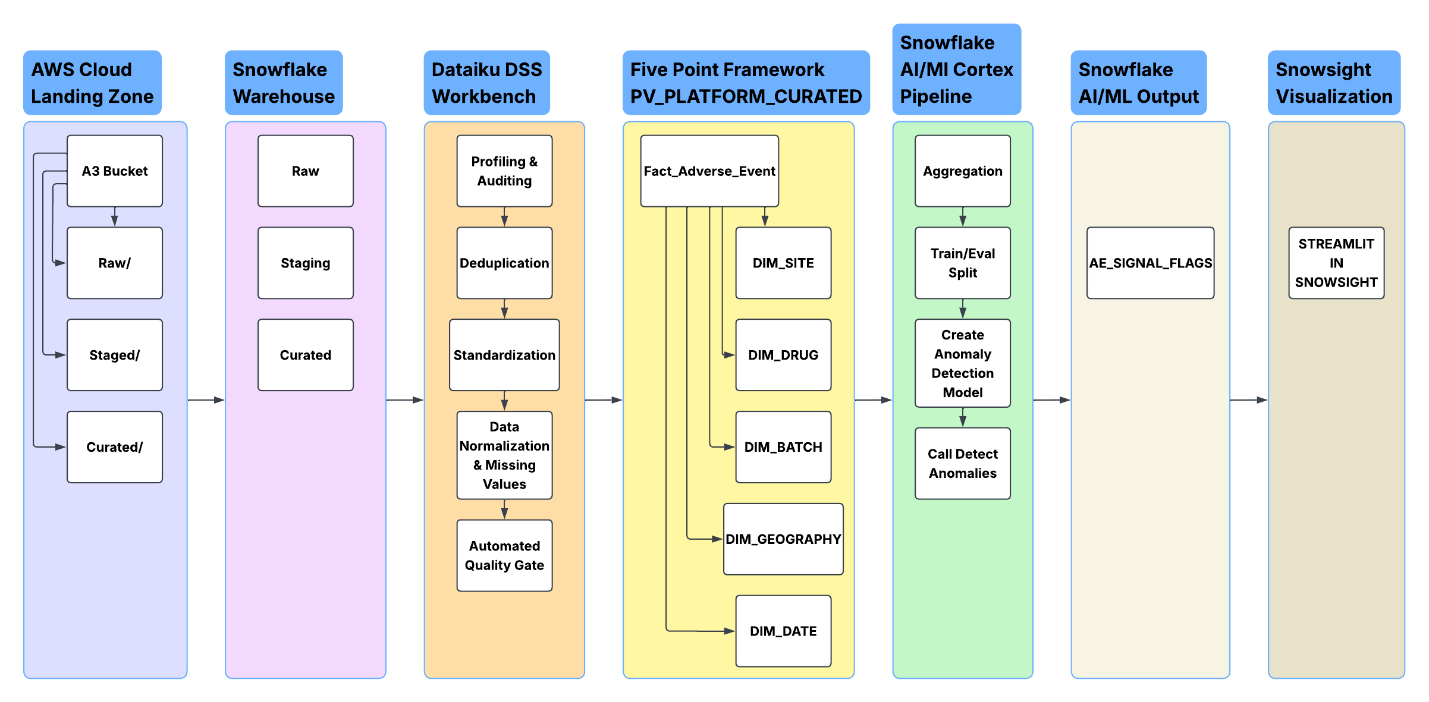 AWS Cloud
Landing Zone
A3 Bucket
Raw/
Staged/
Curated/
Snowflake
Warehouse
Raw
Staging
Curated
Dataiku DSS
Workbench
Profiling &
Auditing
Deduplication
Standardization
Data
Normalization
& Missing
Values
Automated
Quality Gate
Five Point Framework
PV_PLATFORM_CURATED
Fact_Adverse_Event
DIM_SITE
DIM_DRUG
DIM_BATCH
DIM_GEOGRAPHY
DIM_DATE
Snowflake
AI/Ml Cortex
Pipeline
Aggregation
Train/Eval
Split
Create
Anomaly
Detection
Model
Call Detect
Anomalies
Snowflake
AI/ML Output
AE_SIGNAL_FLAGS
Snowsight
Visualization
STREAMLIT
IN
SNOWSIGHT